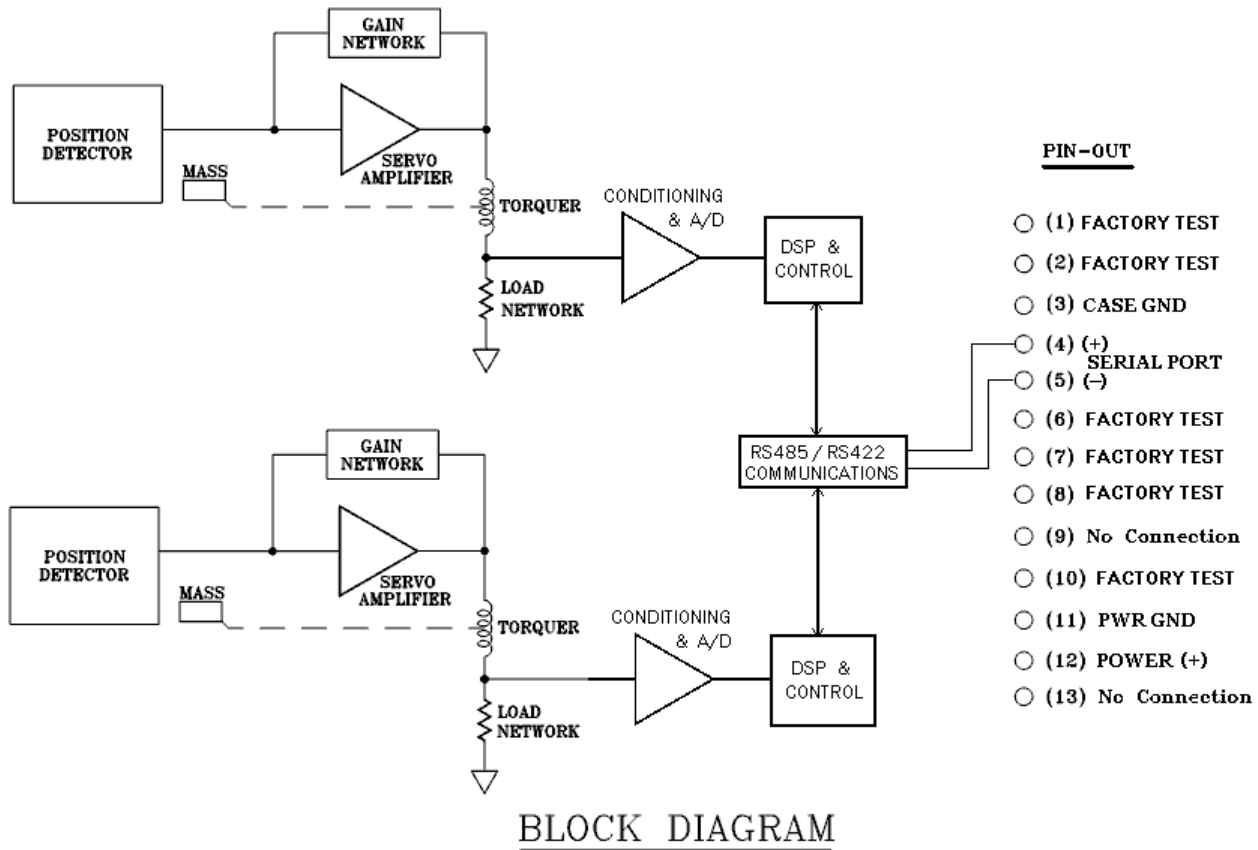 GAIN
NETWORK
POSITION
DETECTOR
MASS
SERVO
AMPLIFIER
TORQUER
LOAD
NETWORK
CONDITIONING
& A/D
DSP &
CONTROL
GAIN
NETWORK
POSITION
DETECTOR
MASS
SERVO
AMPLIFIER
TORQUER
LOAD
NETWORK
CONDITIONING
& A/D
DSP &
CONTROL
RS485 / RS422
COMMUNICATIONS
PIN-OUT
(1) FACTORY TEST
(2) FACTORY TEST
(3) CASE GND
(4) (+)
SERIAL PORT
(5) (-)
(6) FACTORY TEST
(7) FACTORY TEST
(8) FACTORY TEST
(9) No Connection
(10) FACTORY TEST
(11) PWR GND
(12) POWER (+)
(13) No Connection
BLOCK DIAGRAM